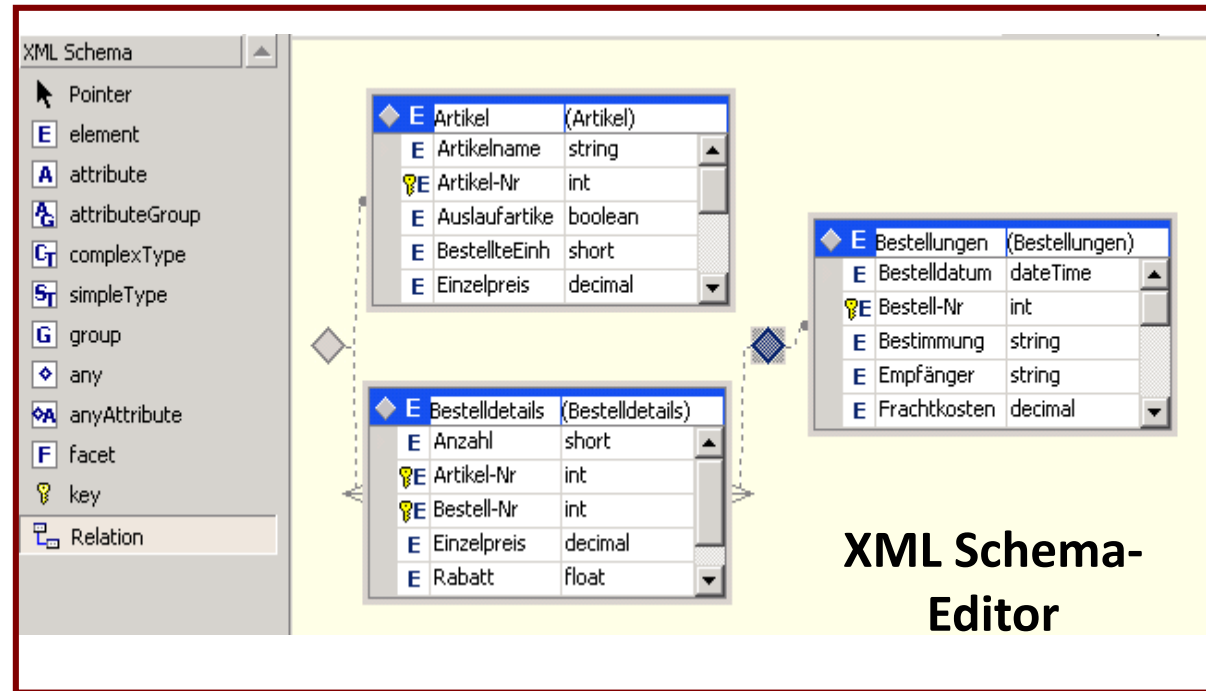 XML Schema
Pointer
E element
A attribute
AG attributeGroup
CT complexType
ST simpleType
G group
any
A anyAttribute
F facet
key
Relation
E Artikel (Artikel)
E Artikelname string
E Artikel-Nr int
E Auslaufartike boolean
E BestellteEinh short
E Einzelpreis decimal
E Bestelldetails (Bestelldetails)
E Anzahl short
E Artikel-Nr int
E Bestell-Nr int
E Einzelpreis decimal
E Rabatt float
E Bestellungen (Bestellungen)
E Bestelldatum dateTime
E Bestell-Nr int
E Bestimmung string
E Empfänger string
E Frachtkosten decimal
XML Schema-
Editor